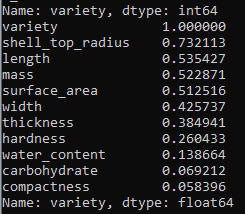 Name: variety, dtype: int64
variety 1.000000
shell_top_radius 0.732113
length 0.535427
mass 0.522871
surface_area 0.512516
width 0.425737
thickness 0.384941
hardness 0.260433
water_content 0.138664
carbohydrate 0.069212
compactness 0.058396
Name: variety, dtype: float64